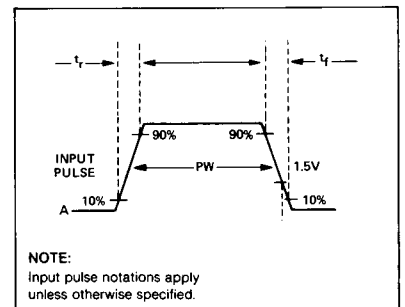 tr
tf
90%
90%
INPUT
PULSE
PW
1.5V
10%
10%
A
NOTE:
Input pulse notations apply
unless otherwise specified.